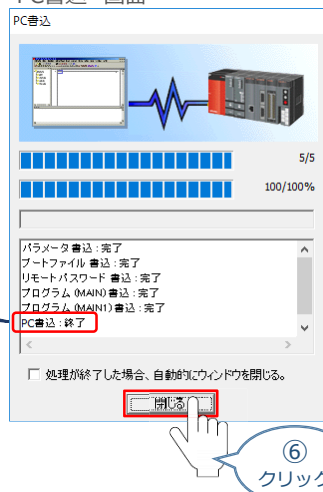 PC書込
5/5
100/100%
パラメータ 書込 : 完了
ブートファイル 書込 : 完了
リモートパスワード 書込 : 完了
プログラム (MAIN) 書込 : 完了
プログラム (MAIN1) 書込 : 完了
PC書込 : 終了
処理が終了した場合、自動的にウィンドウを閉じる。
閉じる
⑥
クリック